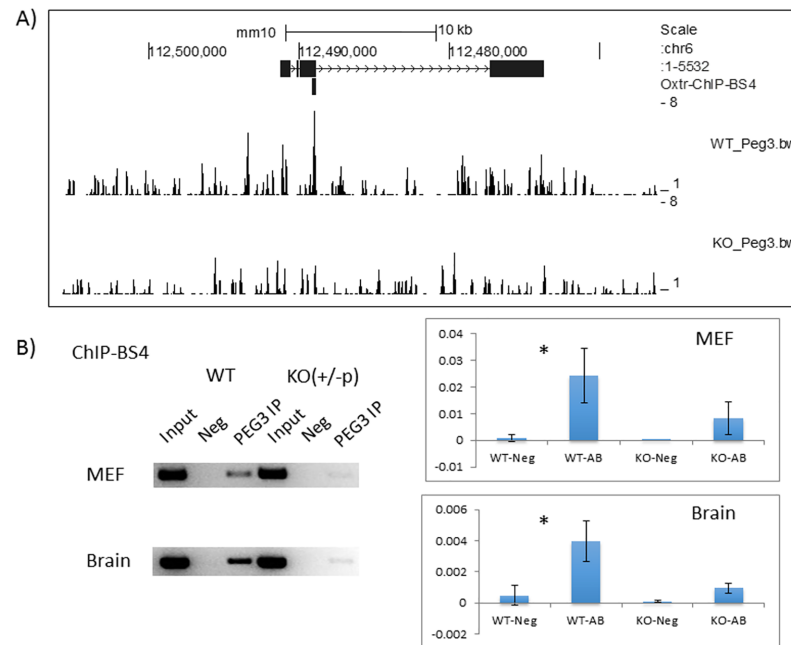 A)
mm10
10 kb
Scale
112,500,000
112,490,000
112,480,000
:chr6
:1-5532
Oxtr-ChIP-BS4
- 8
WT_Peg3.bw
1
- 8
KO_Peg3.bw
1
B)
ChIP-BS4
WT
KO(+/-p)
Input
Neg
PEG3 IP
Input
Neg
PEG3 IP
MEF
Brain
MEF
0.04
0.03
0.02
0.01
0
-0.01
*
WT-Neg
WT-AB
KO-Neg
KO-AB
Brain
0.006
0.004
0.002
0
-0.002
*
WT-Neg
WT-AB
KO-Neg
KO-AB